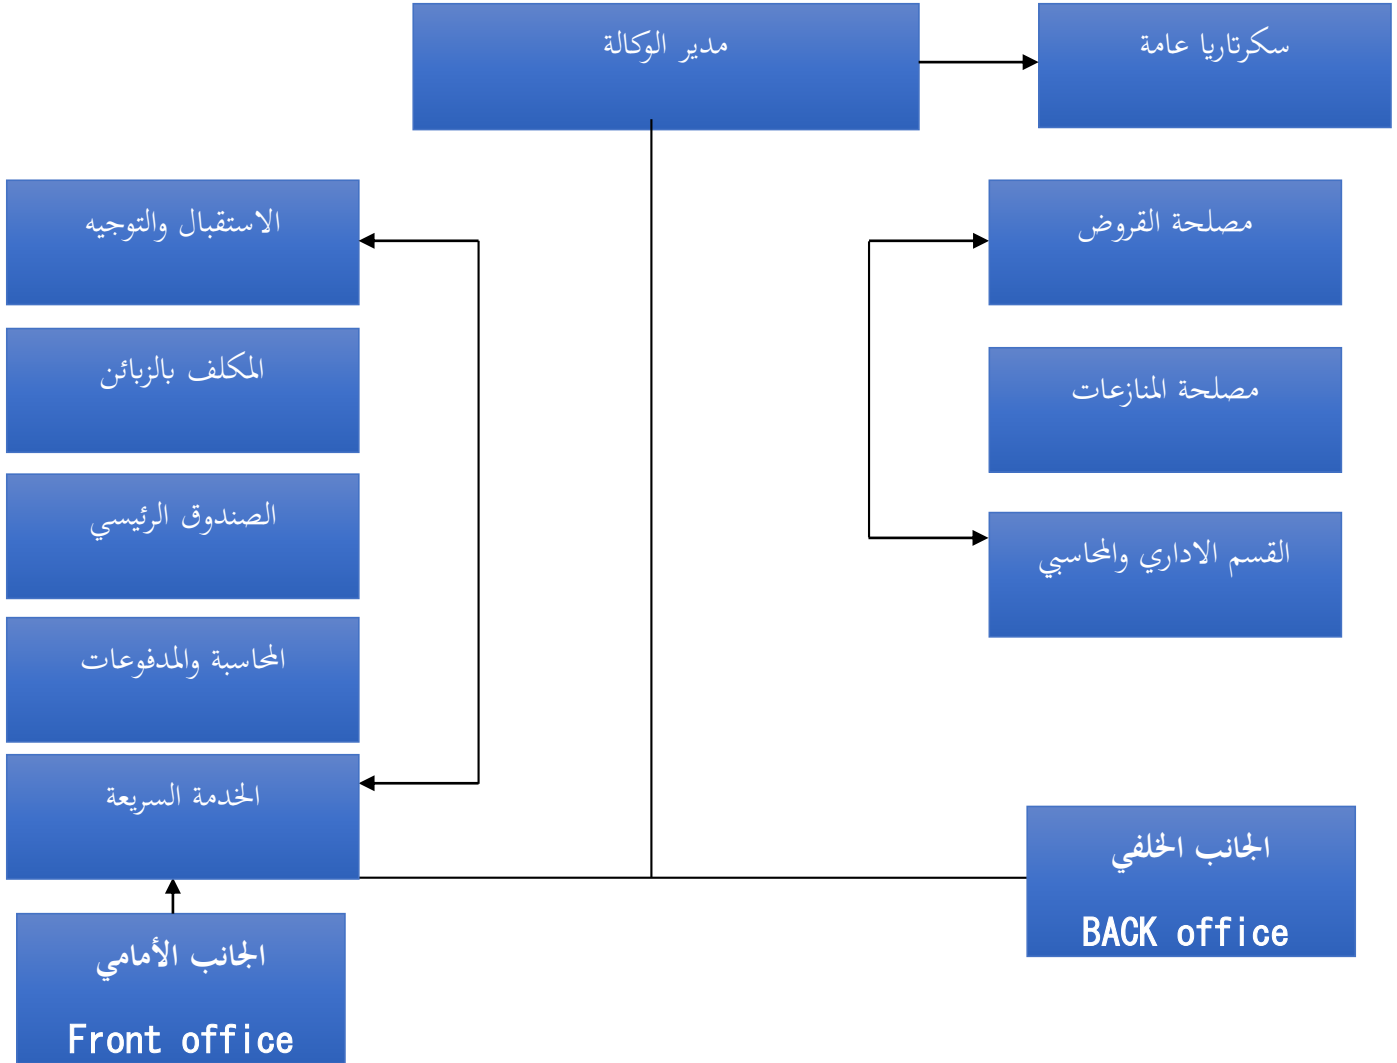 مدير الوكالة
سكرتاريا عامة
مصلحة القروض
مصلحة المنازعات
القسم الاداري والمحاسبي
الاستقبال والتوجيه
المكلف بالزبائن
الصندوق الرئيسي
المحاسبة والمدفوعات
الخدمة السريعة
الجانب الخلفي
BACK office
الجانب الأمامي
Front office